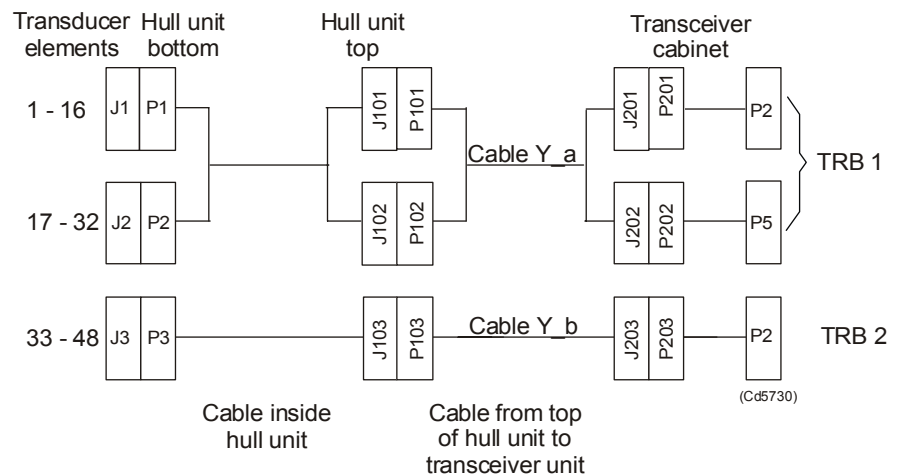 Transducer elements
Hull unit bottom
Hull unit top
Transceiver cabinet
1 - 16
J1
P1
J101
P101
Cable Y_a
J201
P201
P2
TRB 1
17 - 32
J2
P2
J102
P102
J202
P202
P5
33 - 48
J3
P3
J103
P103
Cable Y_b
J203
P203
P2
TRB 2
(Cd5730)
Cable inside
hull unit
Cable from top
of hull unit to
transceiver unit